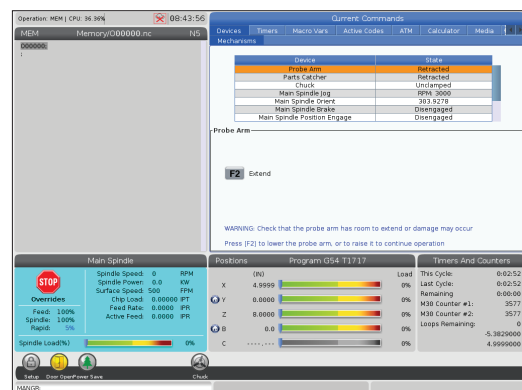 Operation: MEM | CPU: 36.36% 08:43:56
MEM Memory/O00000.nc N5
O00000;
;
Current Commands
Devices Timers Macro Vars Active Codes ATM Calculator Media
Mechanisms
Device State
Probe Arm Retracted
Parts Catcher Retracted
Chuck Unclamped
Main Spindle Jog RPM: 3000
Main Spindle Orient 303.9278
Main Spindle Brake Disengaged
Main Spindle Position Engage Disengaged
Probe Arm
F2 Extend
WARNING: Check that the probe arm has room to extend or damage may occur
Press [F2] to lower the probe arm, or to raise it to continue operation
Main Spindle
STOP
Overrides
Feed: 100%
Spindle: 100%
Rapid: 5%
Spindle Speed: 0 RPM
Spindle Power: 0.0 KW
Surface Speed: 500 FPM
Chip Load: 0.00000 IPT
Feed Rate: 0.0000 IPR
Active Feed: 0.0000 IPR
Spindle Load(%) 0%
Positions Program G54 T1717
(IN) Load
X 4.9999 0%
Y 0.0000 0%
Z 8.0000 0%
B 0.0 0%
C ----.--- 0%
Timers And Counters
This Cycle: 0:02:52
Last Cycle: 0:02:52
Remaining 0:00:00
M30 Counter #1: 3577
M30 Counter #2: 3577
Loops Remaining: 0
-5.3829000
4.9999000
Setup Door Open Power Save Chuck